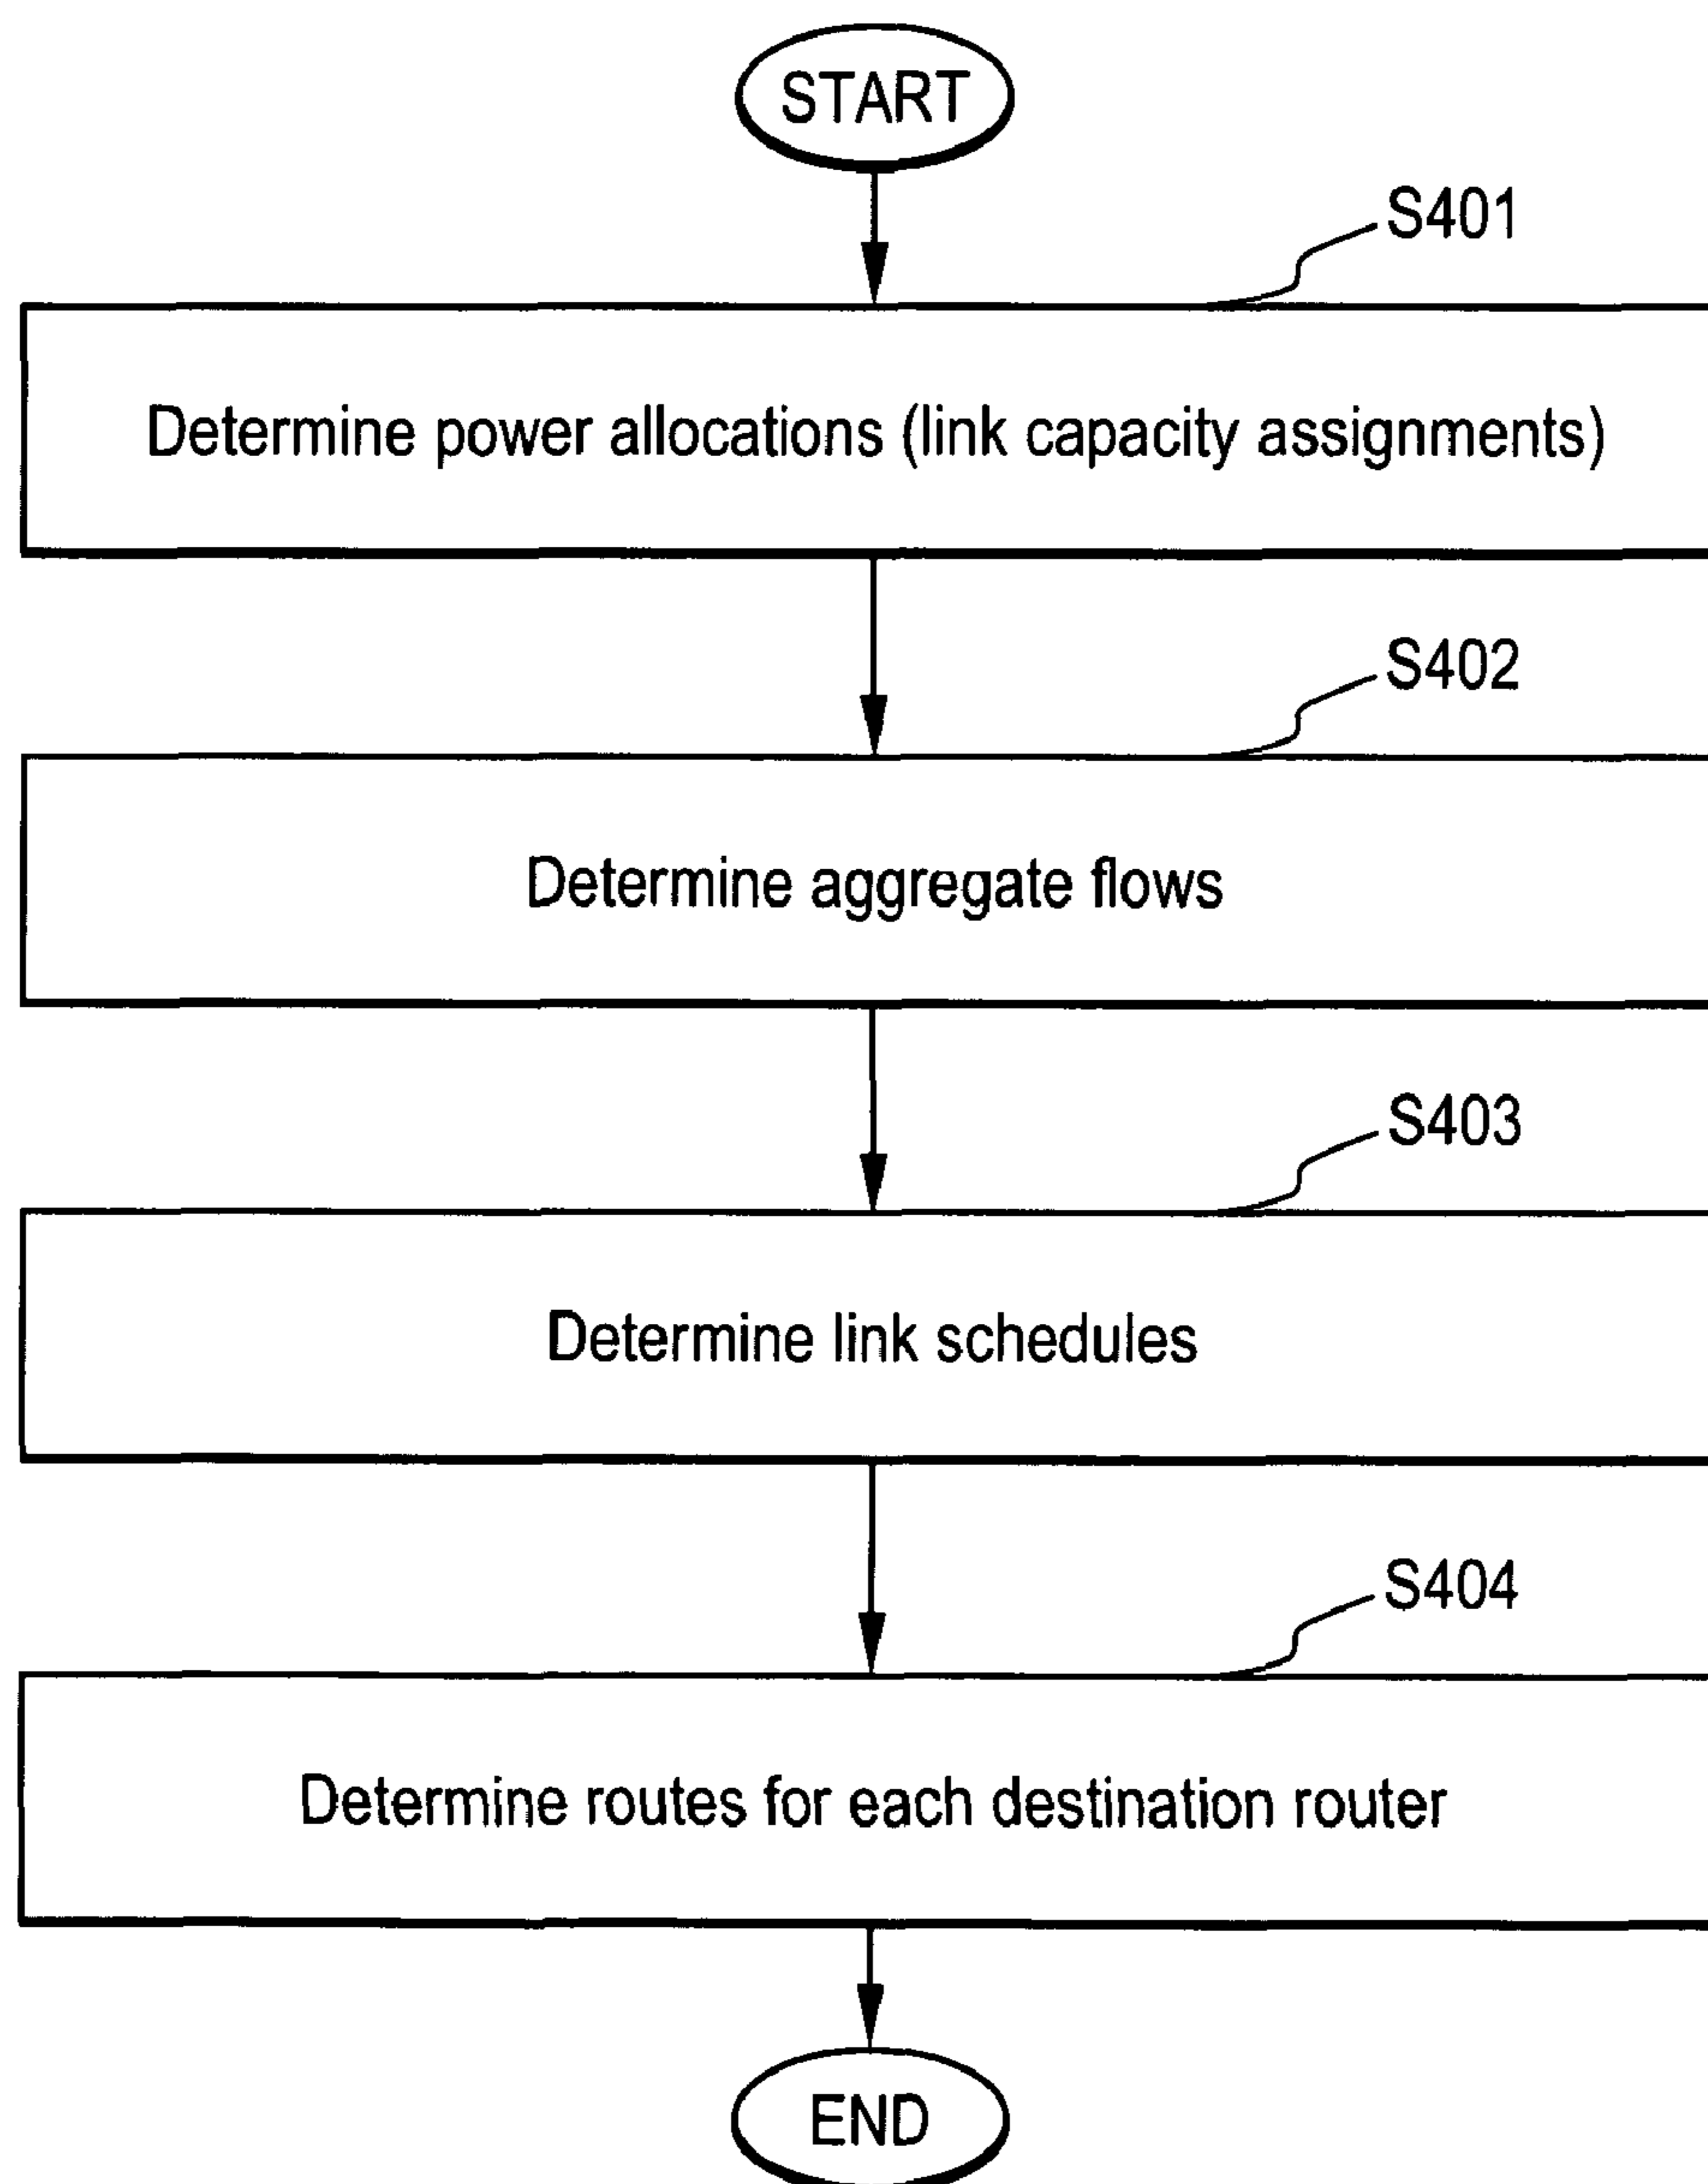 START
S401
Determine power allocations (link capacity assignments)
S402
Determine aggregate flows
S403
Determine link schedules
S404
Determine routes for each destination router
END